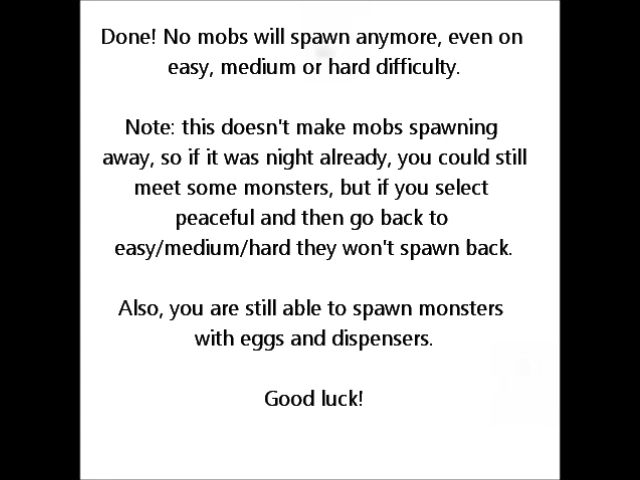 Done! No mobs will spawn anymore, even on
easy, medium or hard difficulty.
Note: this doesn't make mobs spawning
away, so if it was night already, you could still
meet some monsters, but if you select
peaceful and then go back to
easy/medium/hard they won't spawn back.
Also, you are still able to spawn monsters
with eggs and dispensers.
Good luck!